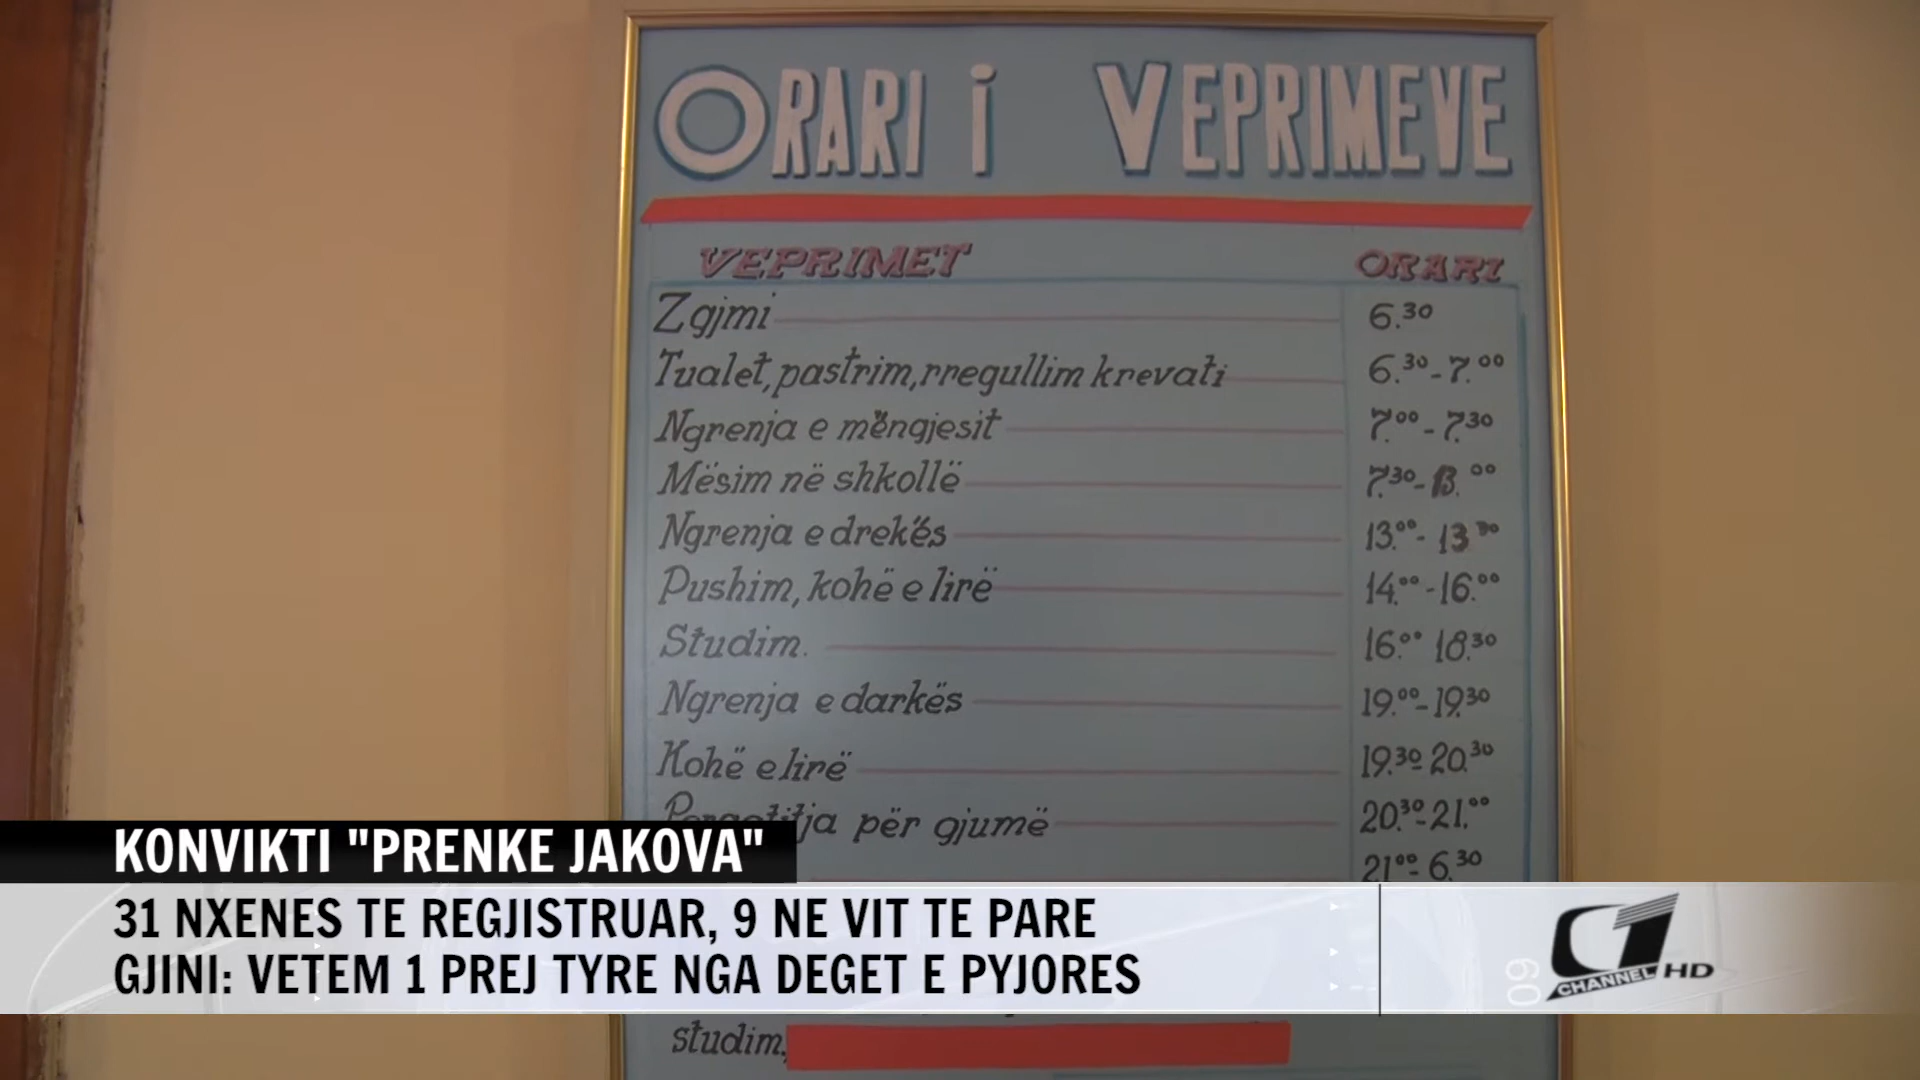 ORARI i VEPRIMEVE
VEPRIMET ORARI
Zgjimi 6.30
Tualet, pastrim, rregullim krevati 6.30-7.00
Ngrenja e mëngjesit 7.00-7.30
Mësim në shkollë 7.30-13.00
Ngrenja e drekës 13.00-13.30
Pushim, kohë e lirë 14.00-16.00
Studim. 16.00 18.30
Ngrenja e darkës 19.00-19.30
Kohë e lirë 19.30-20.30
për gjumë 20.30-21.00
21.00-6.30
KONVIKTI "PRENKE JAKOVA"
31 NXENES TE REGJISTRUAR, 9 NE VIT TE PARE
GJINI: VETEM 1 PREJ TYRE NGA DEGET E PYJORES
CHANNEL 1 HD
09
studim,